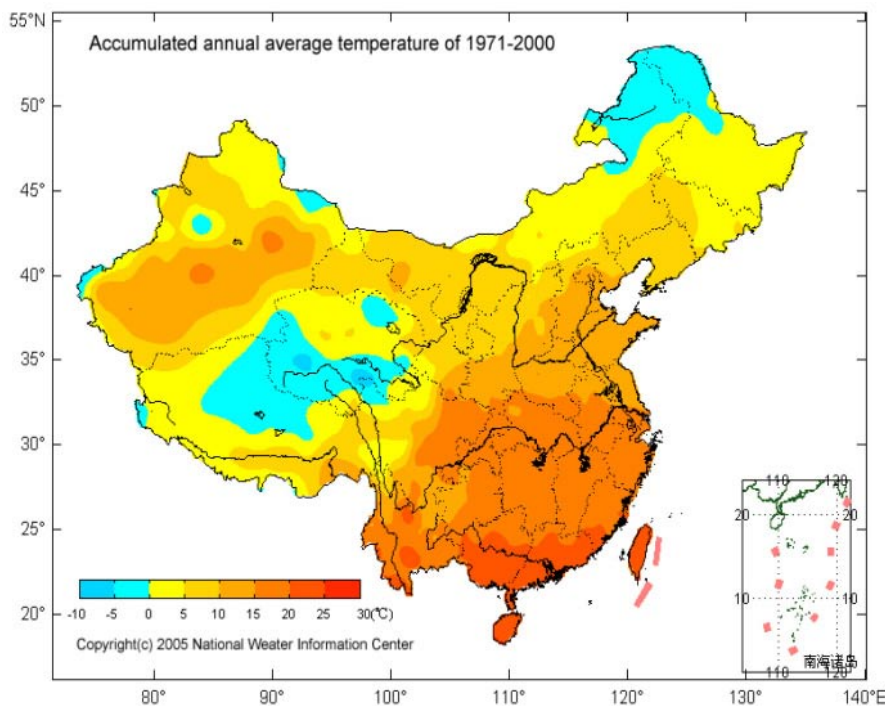 55°N
Accumulated annual average temperature of 1971-2000
50°
45°
40°
35°
30°
25°
20°
-10 -5 0 5 10 15 20 25 30(℃)
Copyright(c) 2005 National Weater Information Center
110 120
20
10
南海诸岛
110 120
80° 90° 100° 110° 120° 130° 140°E